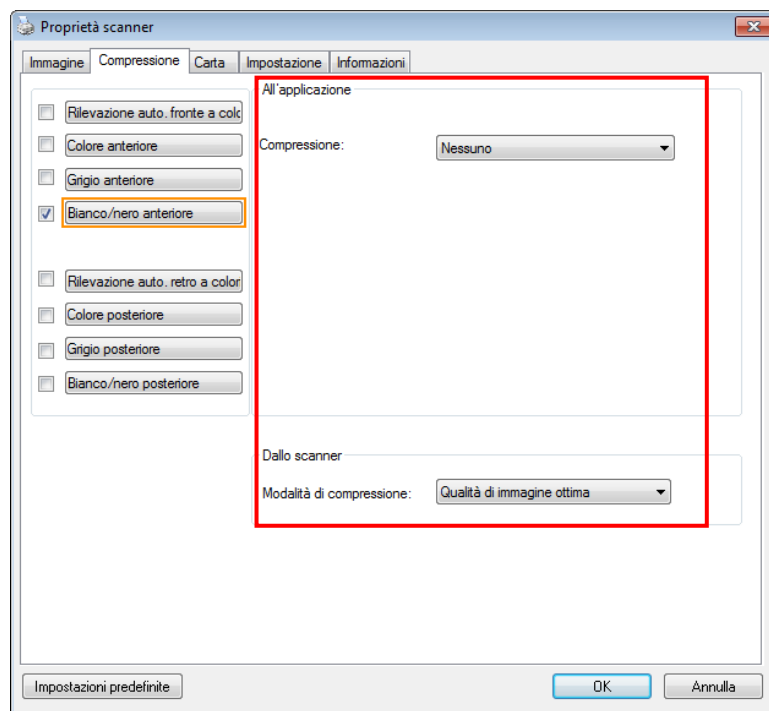 Proprietà scanner
Immagine
Compressione
Carta
Impostazione
Informazioni
Rilevazione auto. fronte a colo
Colore anteriore
Grigio anteriore
Bianco/nero anteriore
Rilevazione auto. retro a color
Colore posteriore
Grigio posteriore
Bianco/nero posteriore
All'applicazione
Compressione:
Nessuno
Dallo scanner
Modalità di compressione:
Qualità di immagine ottima
Impostazioni predefinite
OK
Annulla